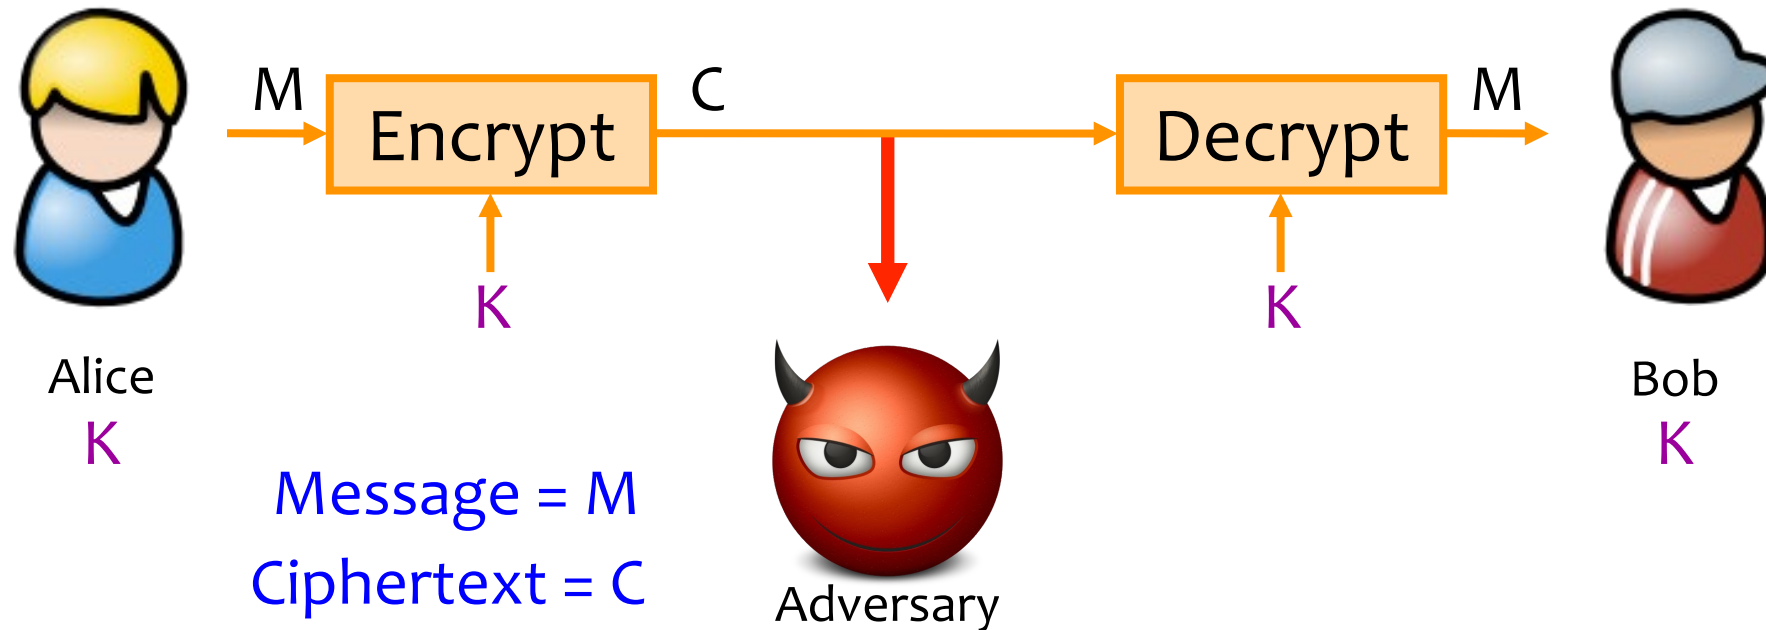 M
Encrypt
C
Decrypt
M
K
K
Alice
K
Bob
K
Message = M
Ciphertext = C
Adversary